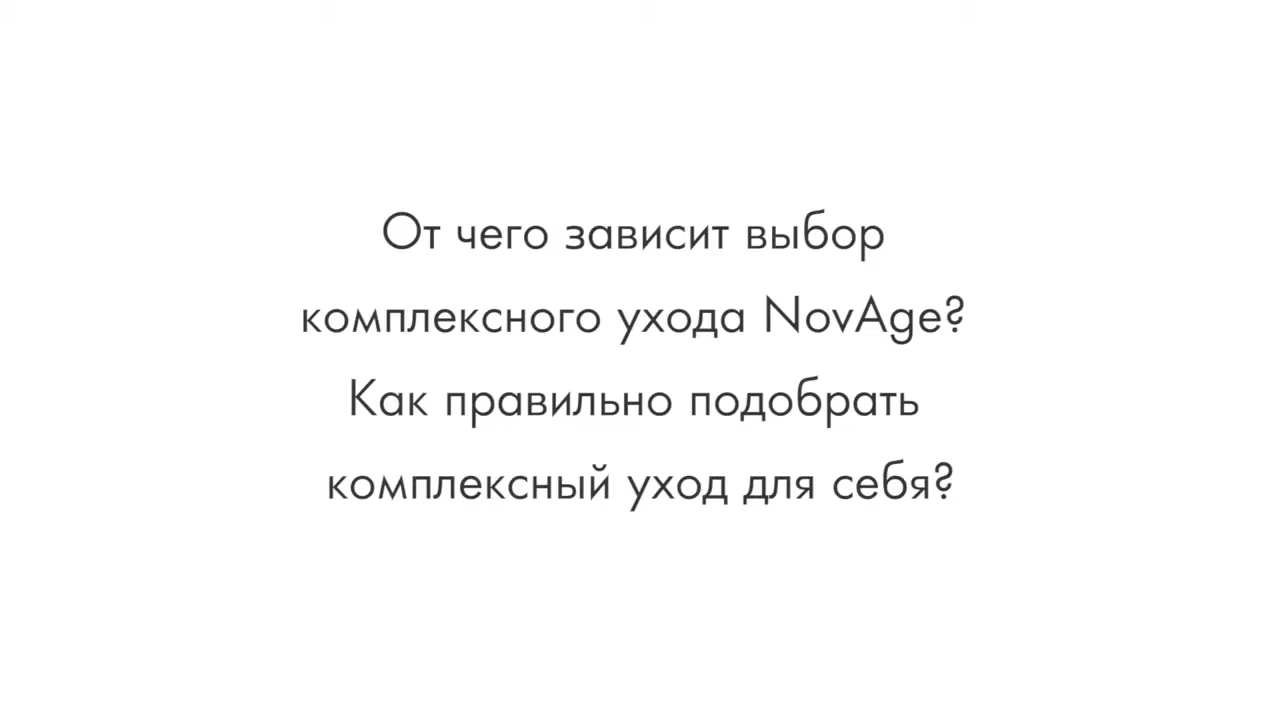 От чего зависит выбор
комплексного ухода NovAge?
Как правильно подобрать
комплексный уход для себя?